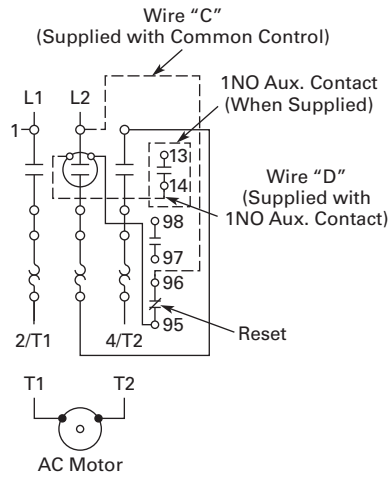 Wire “C”
(Supplied with Common Control)
1NO Aux. Contact
(When Supplied)
L1 L2
1
13
14
Wire “D”
(Supplied with
1NO Aux. Contact)
98
97
96
95
Reset
2/T1 4/T2
T1 T2
AC Motor